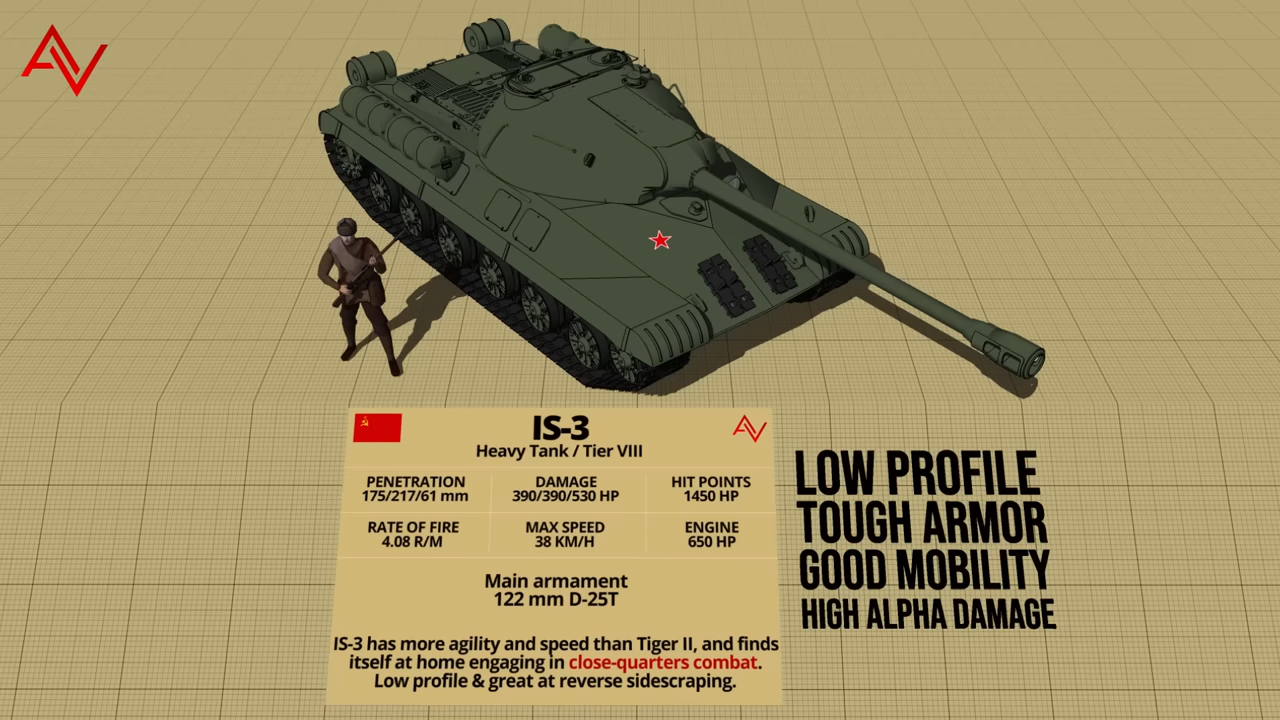 AV
IS-3
Heavy Tank / Tier VIII
PENETRATION
175/217/61 mm
DAMAGE
390/390/530 HP
HIT POINTS
1450 HP
RATE OF FIRE
4.08 R/M
MAX SPEED
38 KM/H
ENGINE
650 HP
Main armament
122 mm D-25T
IS-3 has more agility and speed than Tiger II, and finds
itself at home engaging in close-quarters combat.
Low profile & great at reverse sidescraping.
LOW PROFILE
TOUGH ARMOR
GOOD MOBILITY
HIGH ALPHA DAMAGE